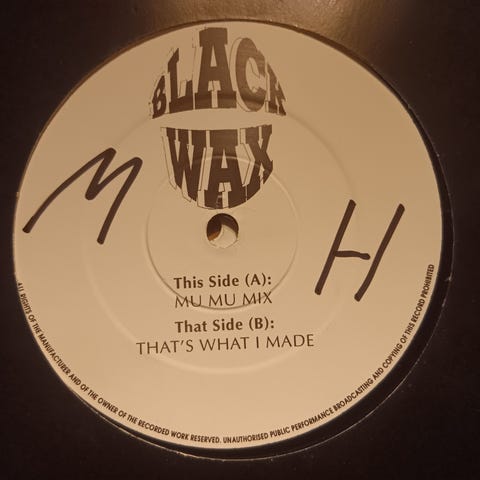 BLACK
WAX
M H
This Side (A):
MU MU MIX
That Side (B):
THAT'S WHAT I MADE
ALL RIGHTS OF THE MANUFACTURER AND OF THE OWNER OF THE RECORDED WORK RESERVED. UNAUTHORISED PUBLIC PERFORMANCE BROADCASTING AND COPYING OF THIS RECORD PROHIBITED